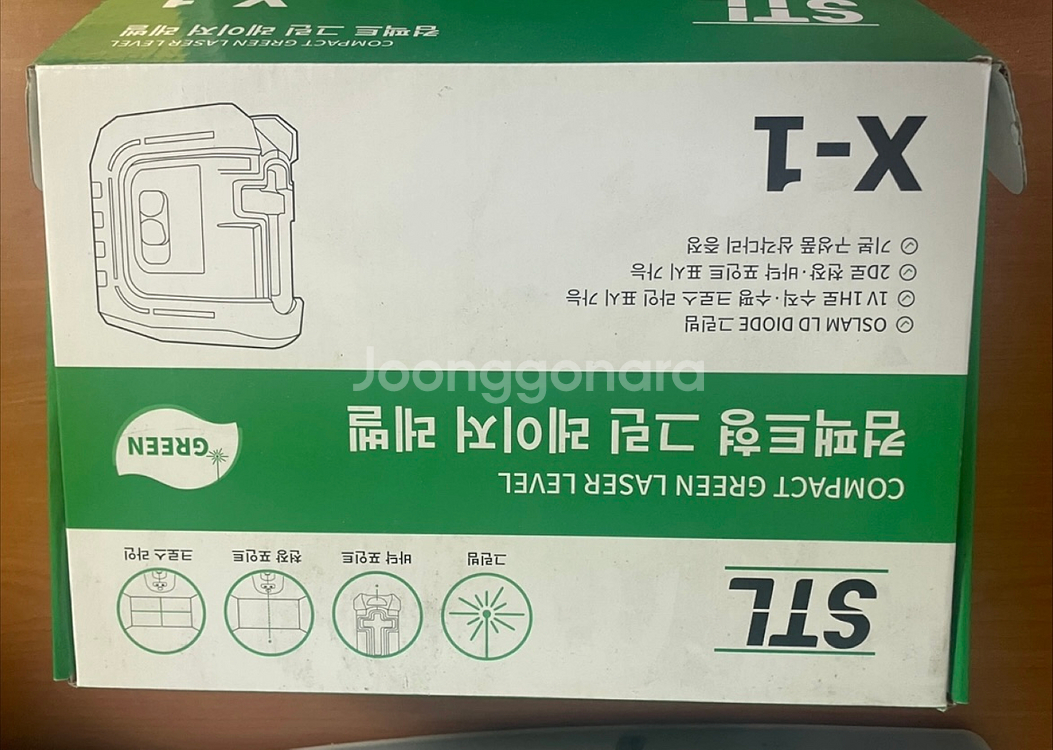 STL
그린빔
바닥 포인트
천장 포인트
크로스 라인
COMPACT GREEN LASER LEVEL
컴팩트형 그린 레이저 레벨
GREEN
Joonggonara
OSLAM LD DIODE 그린빔
1V1H로 수직·수평 크로스 라인 표시 가능
2D로 천장·바닥 포인트 표시 가능
기본 구성품 삼각다리 증정
X-1
COMPACT GREEN LASER LEVEL
컴팩트 그린 레이저 레벨
STL
X-1